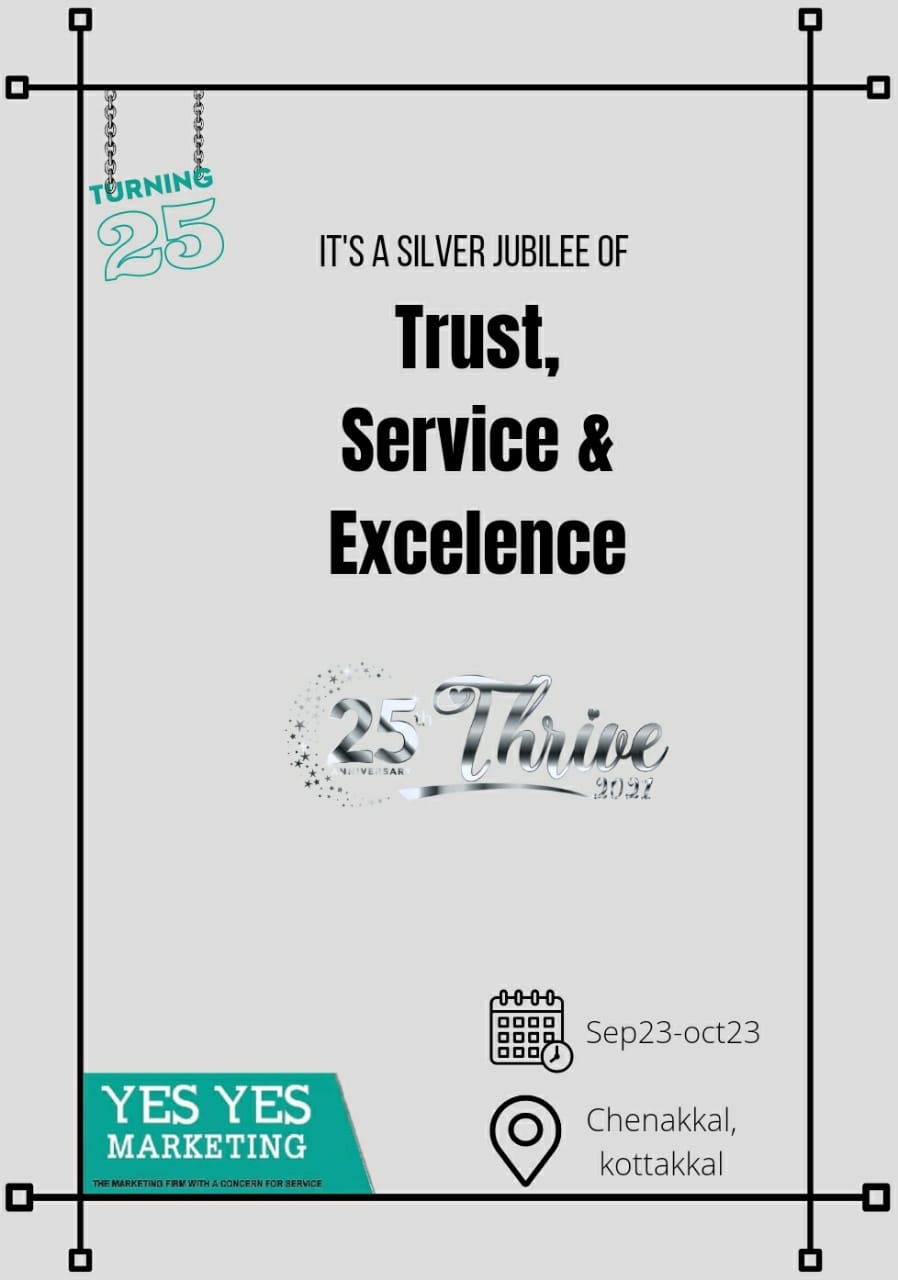 TURNING
25
IT'S A SILVER JUBILEE OF
Trust,
Service &
Excelence
25th Thrive
ANNIVERSARY
2021
Sep23-oct23
Chenakkal,
kottakkal
YES YES
MARKETING
THE MARKETING FIRM WITH A CONCERN FOR SERVICE